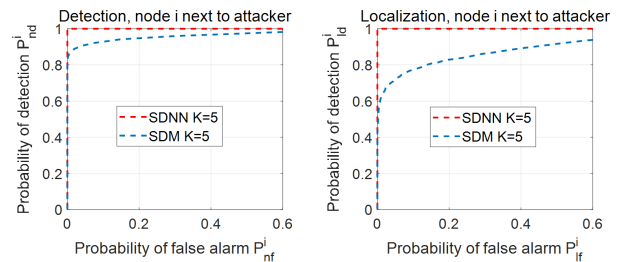 Detection, node i next to attacker
Probability of detection P^i_nd
1
0.8
0.6
0.4
0.2
0
SDNN K=5
SDM K=5
0 0.2 0.4 0.6
Probability of false alarm P^i_nf
Localization, node i next to attacker
Probability of detection P^i_ld
1
0.8
0.6
0.4
0.2
0
SDNN K=5
SDM K=5
0 0.2 0.4 0.6
Probability of false alarm P^i_lf